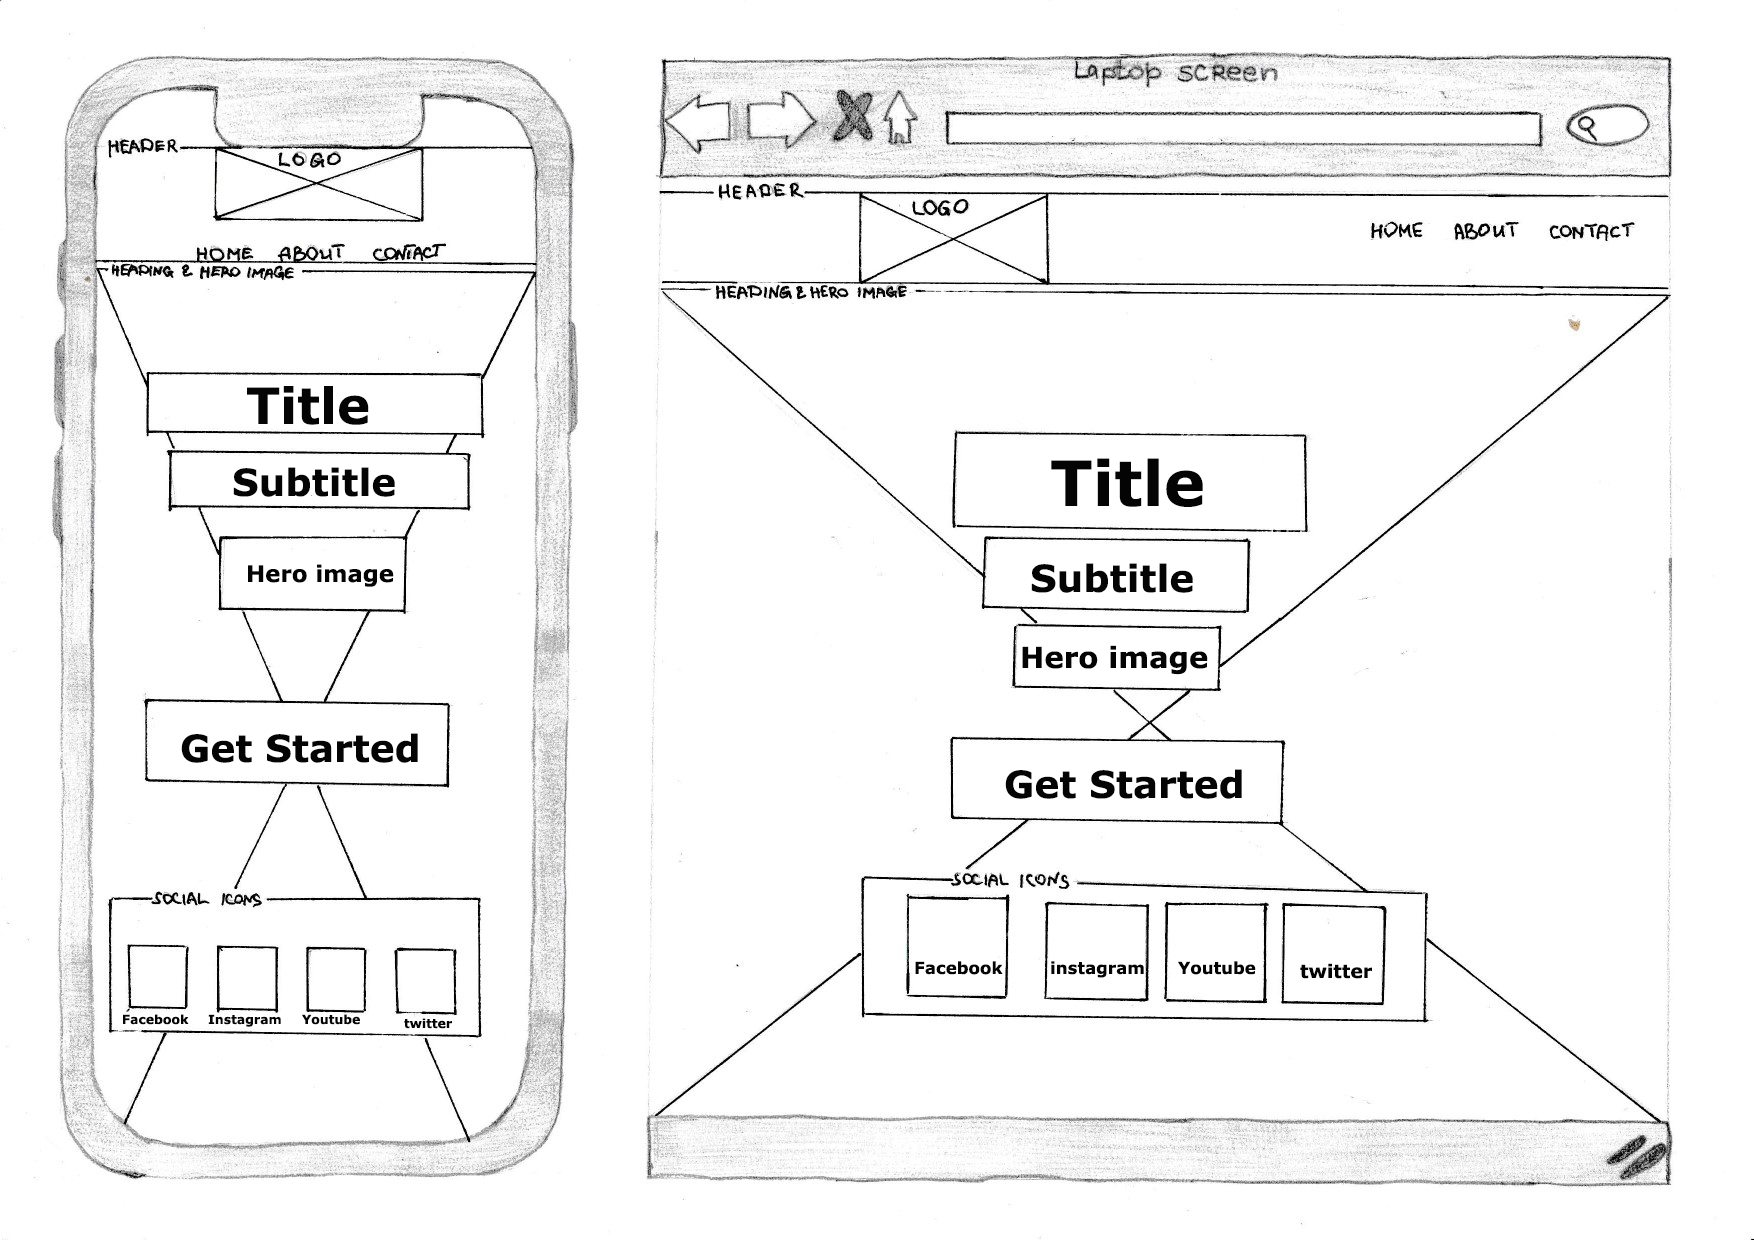 HEADER
LOGO
HOME ABOUT CONTACT
HEADING & HERO IMAGE
Title
Subtitle
Hero image
Get Started
SOCIAL ICONS
Facebook Instagram Youtube twitter
Laptop screen
HEADER
LOGO
HOME ABOUT CONTACT
HEADING & HERO IMAGE
Title
Subtitle
Hero image
Get Started
SOCIAL ICONS
Facebook instagram Youtube twitter